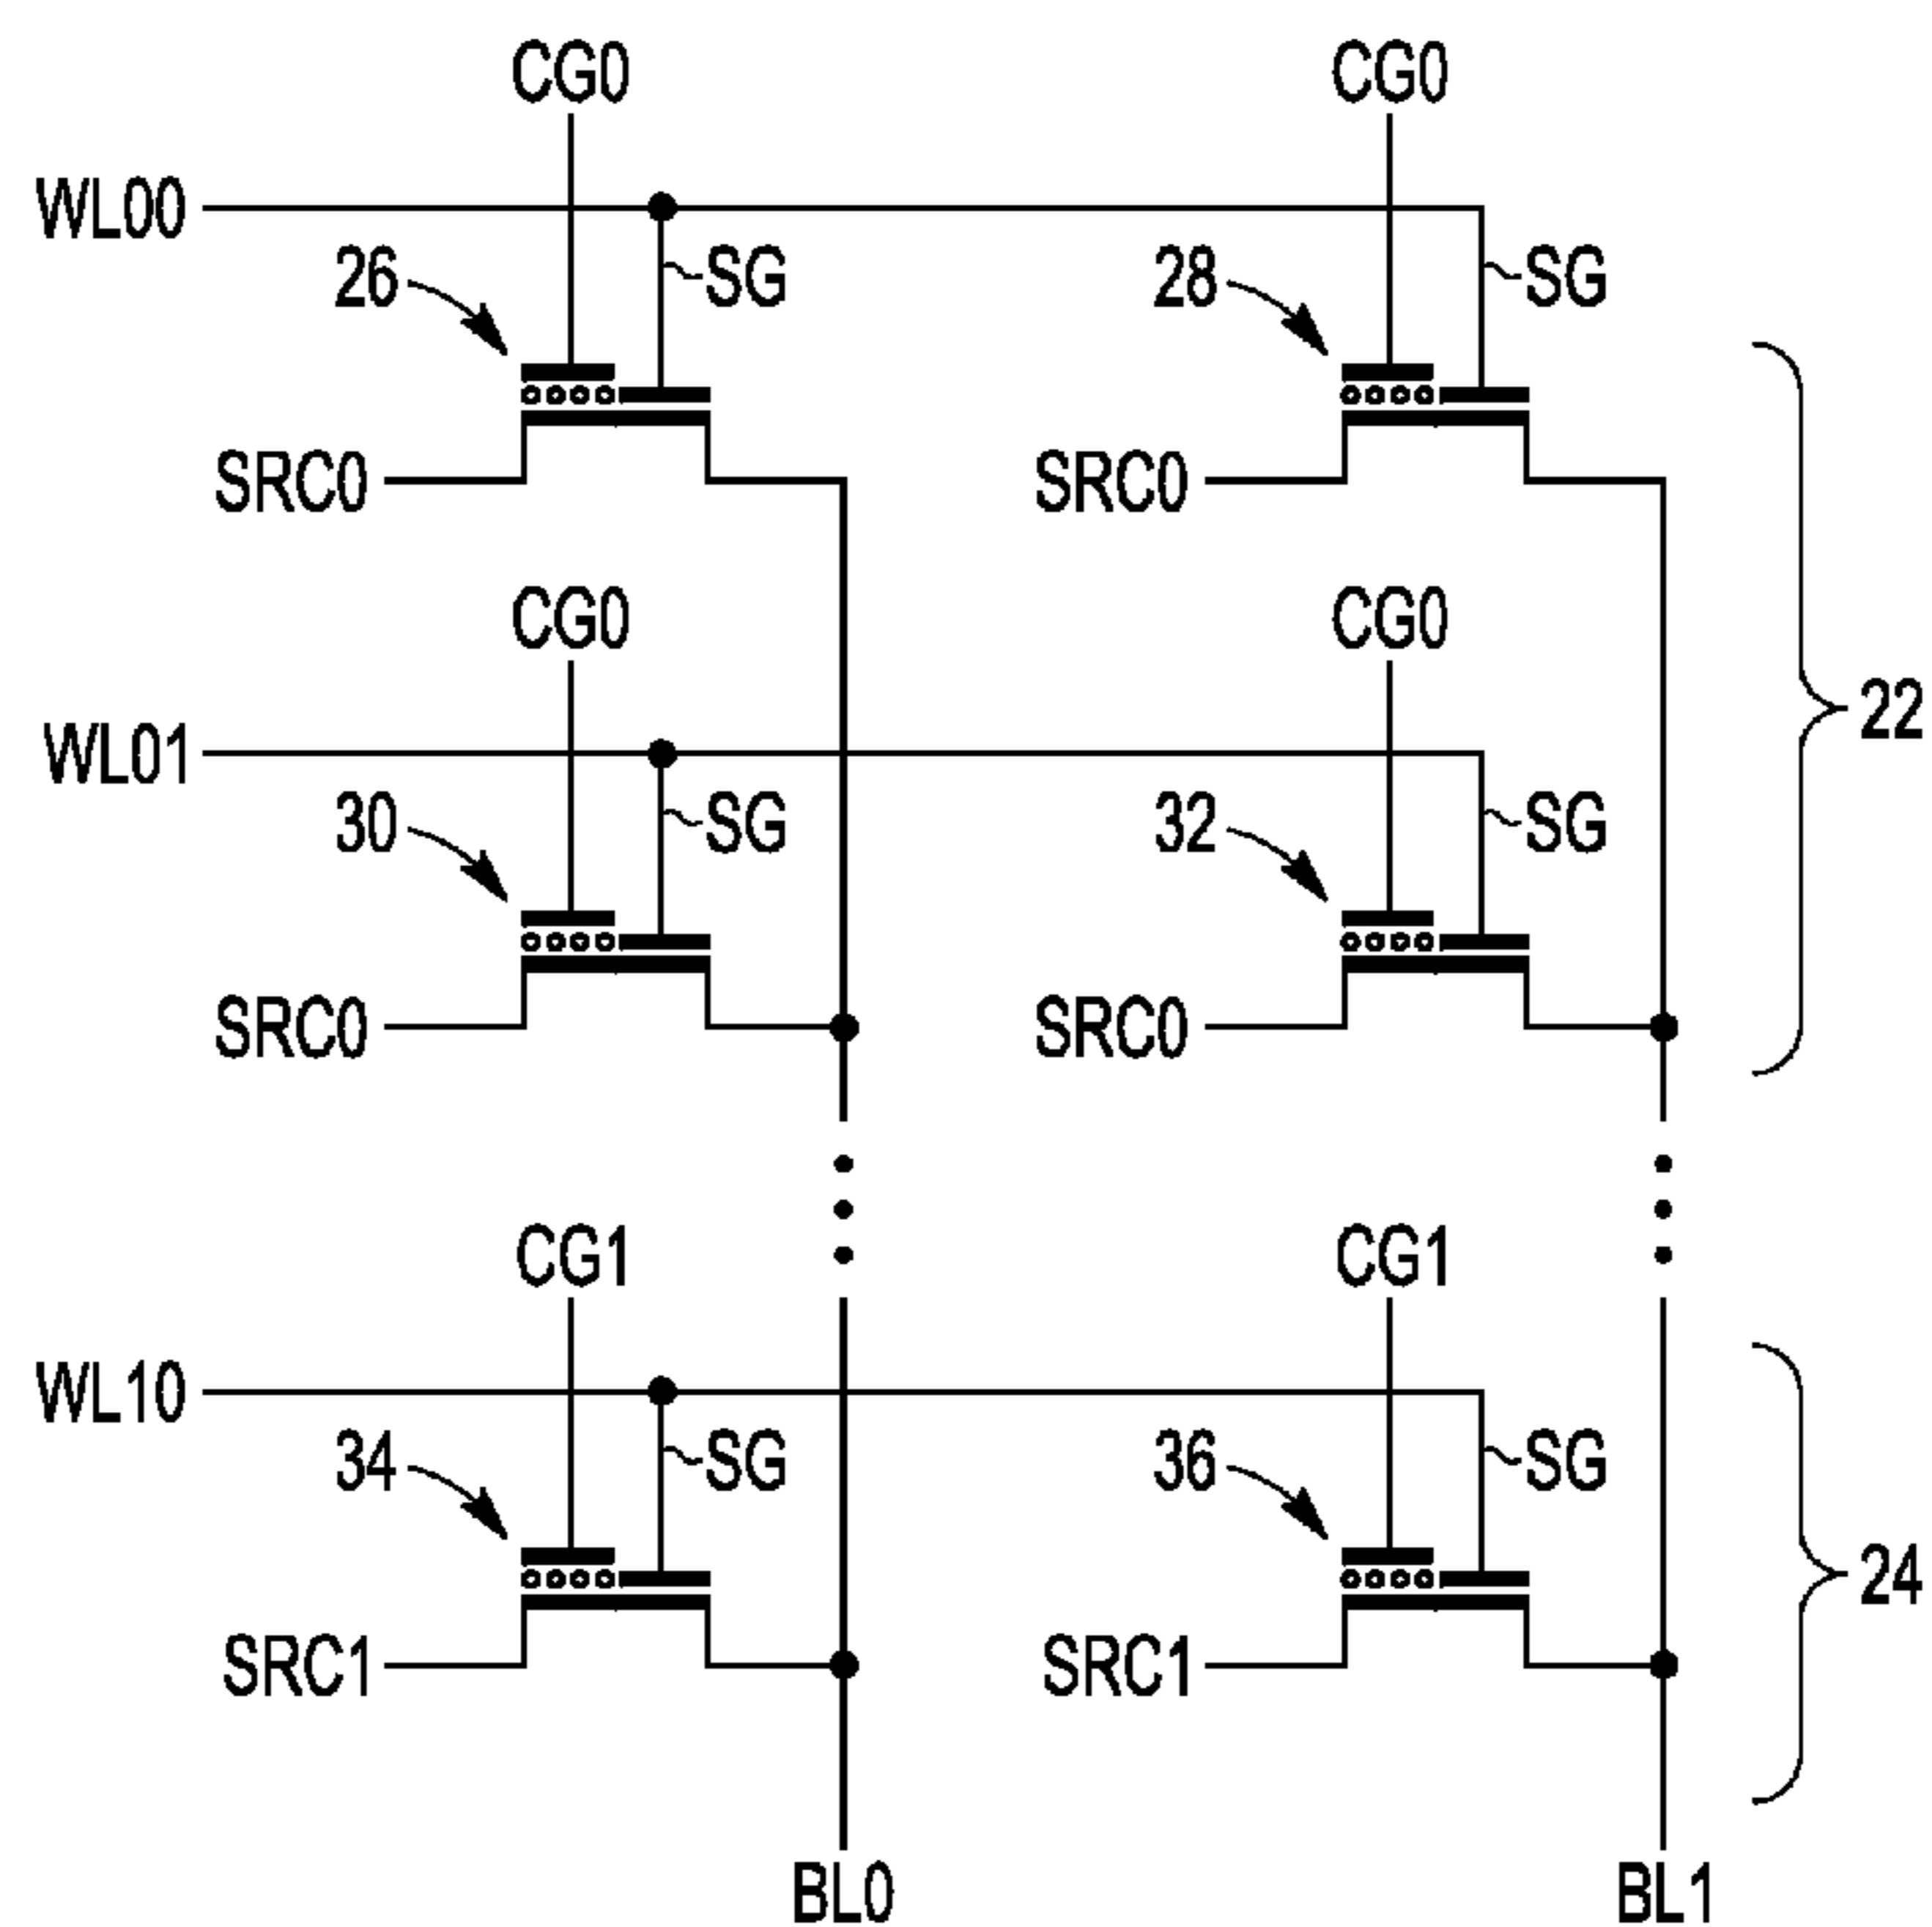 CG0 CG0
WL00
26 SG 28 SG
SRC0 SRC0
CG0 CG0
22
WL01
30 SG 32 SG
SRC0 SRC0
CG1 CG1
WL10
34 SG 36 SG
24
SRC1 SRC1
BL0 BL1